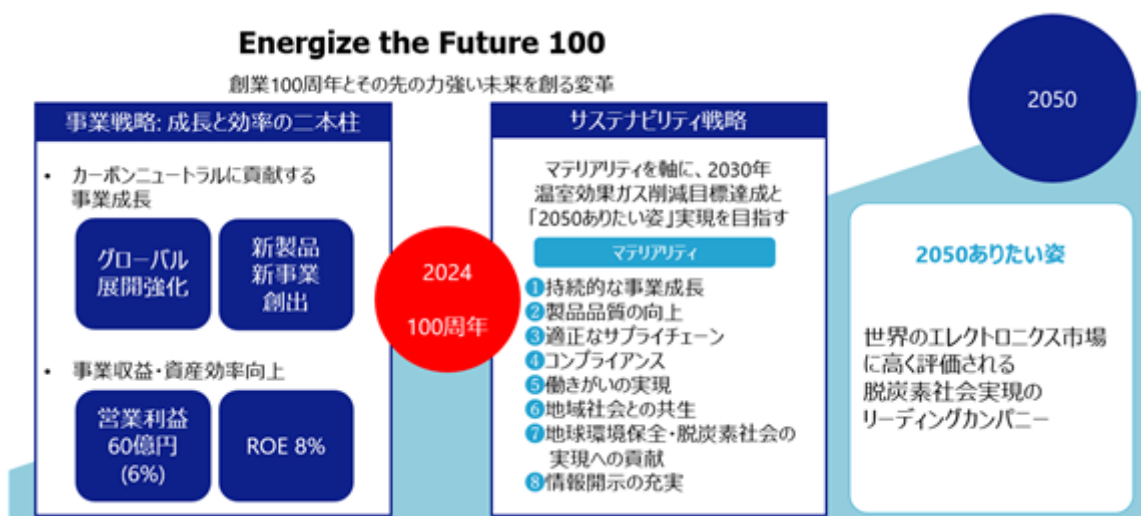 Energize the Future 100
創業100周年とその先の力強い未来を創る変革
事業戦略: 成長と効率の二本柱
• カーボンニュートラルに貢献する
事業成長
グローバル
展開強化
新製品
新事業
創出
• 事業収益・資産効率向上
営業利益
60億円
(6%)
ROE 8%
2024
100周年
サステナビリティ戦略
マテリアリティを軸に、2030年
温室効果ガス削減目標達成と
「2050ありたい姿」実現を目指す
マテリアリティ
❶持続的な事業成長
❷製品品質の向上
❸適正なサプライチェーン
❹コンプライアンス
❺働きがいの実現
❻地域社会との共生
❼地球環境保全・脱炭素社会の
実現への貢献
❽情報開示の充実
2050
2050ありたい姿
世界のエレクトロニクス市場
に高く評価される
脱炭素社会実現の
リーディングカンパニー